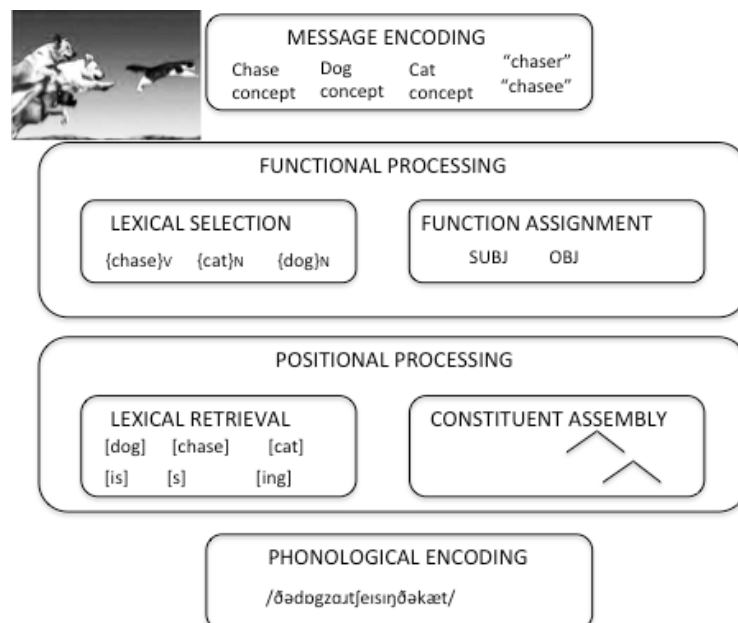 MESSAGE ENCODING
Chase concept
Dog concept
Cat concept
“chaser”
“chasee”
FUNCTIONAL PROCESSING
LEXICAL SELECTION
{chase}V {cat}N {dog}N
FUNCTION ASSIGNMENT
SUBJ OBJ
POSITIONAL PROCESSING
LEXICAL RETRIEVAL
[dog] [chase] [cat]
[is] [s] [ing]
CONSTITUENT ASSEMBLY
PHONOLOGICAL ENCODING
/ðədɒgzɑɹtʃeɪsɪŋðəkæt/